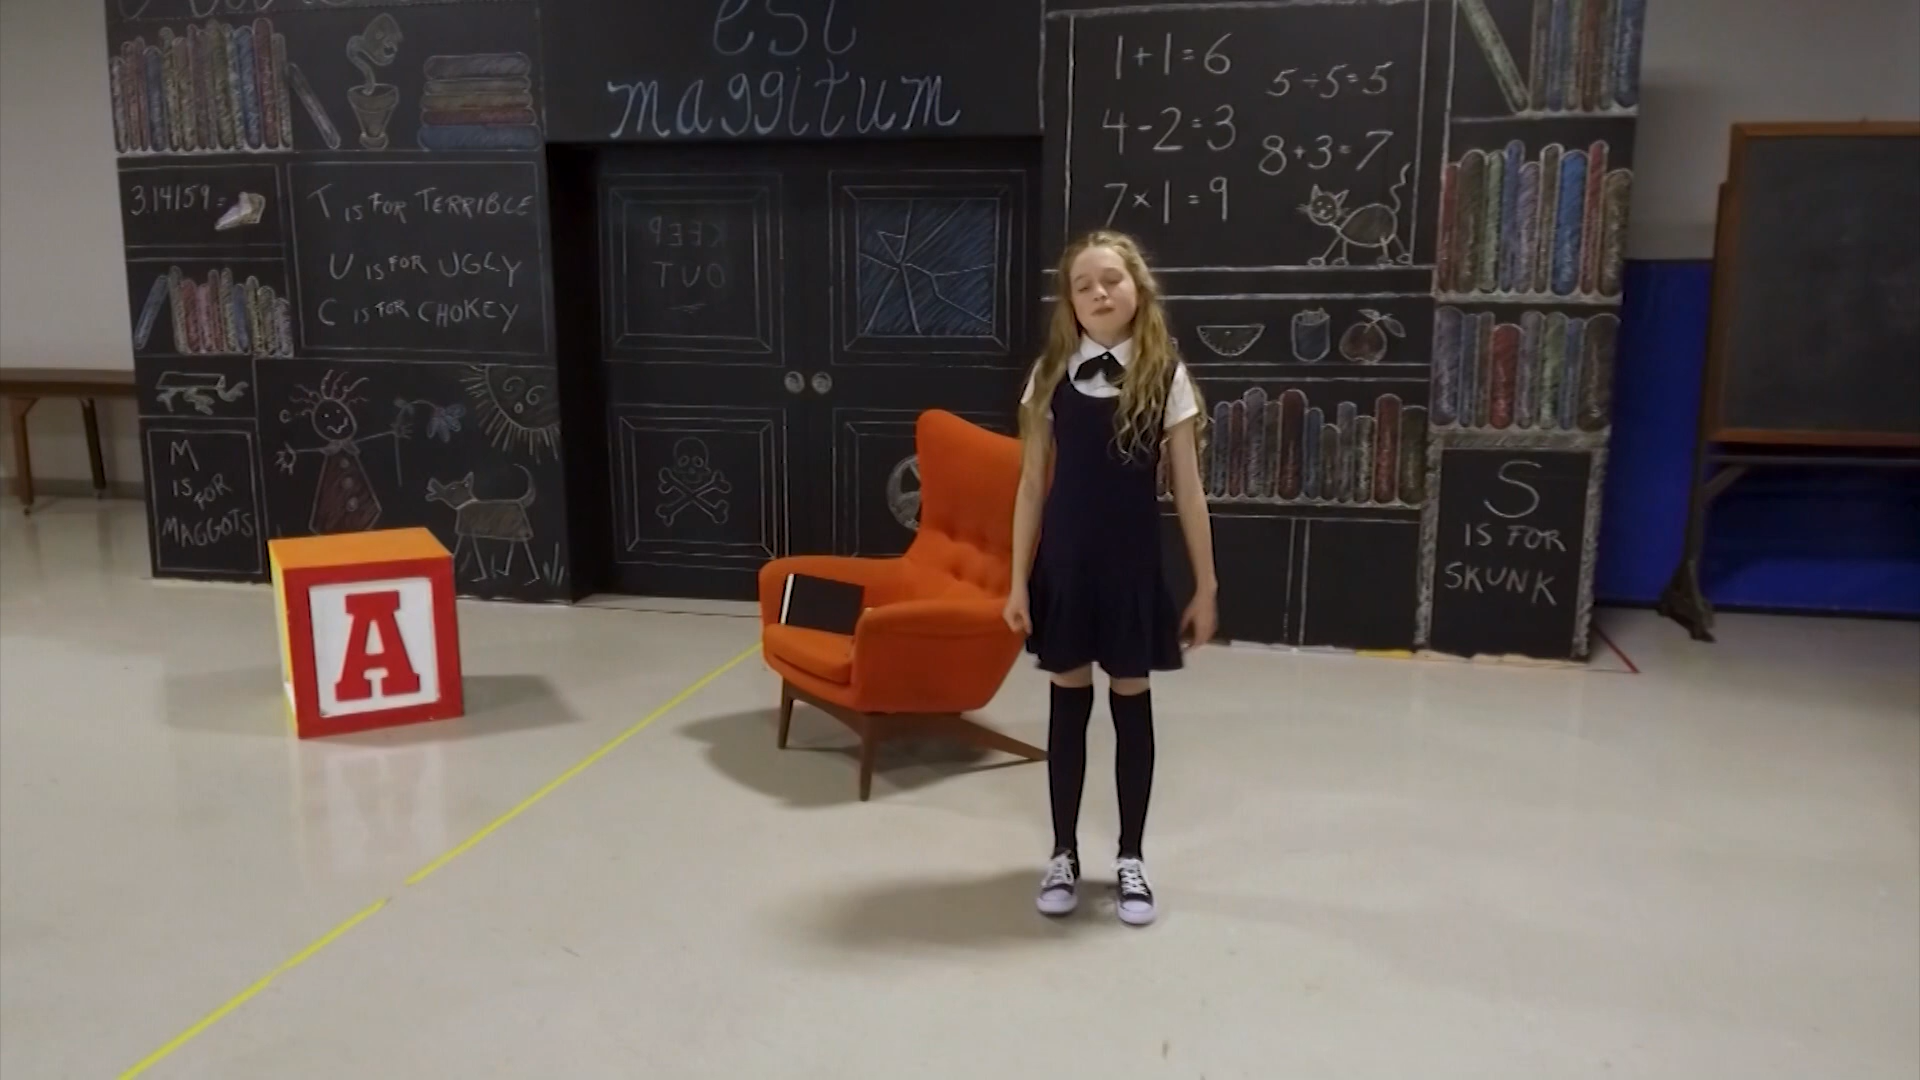 est
maggitum
1+1=6
5÷5=5
4-2=3
8+3=7
7×1=9
3.14159=
T IS FOR TERRIBLE
U IS FOR UGLY
C IS FOR CHOKEY
KEEP
TUO
M
IS
FOR
MAGGOTS
A
S
IS FOR
SKUNK